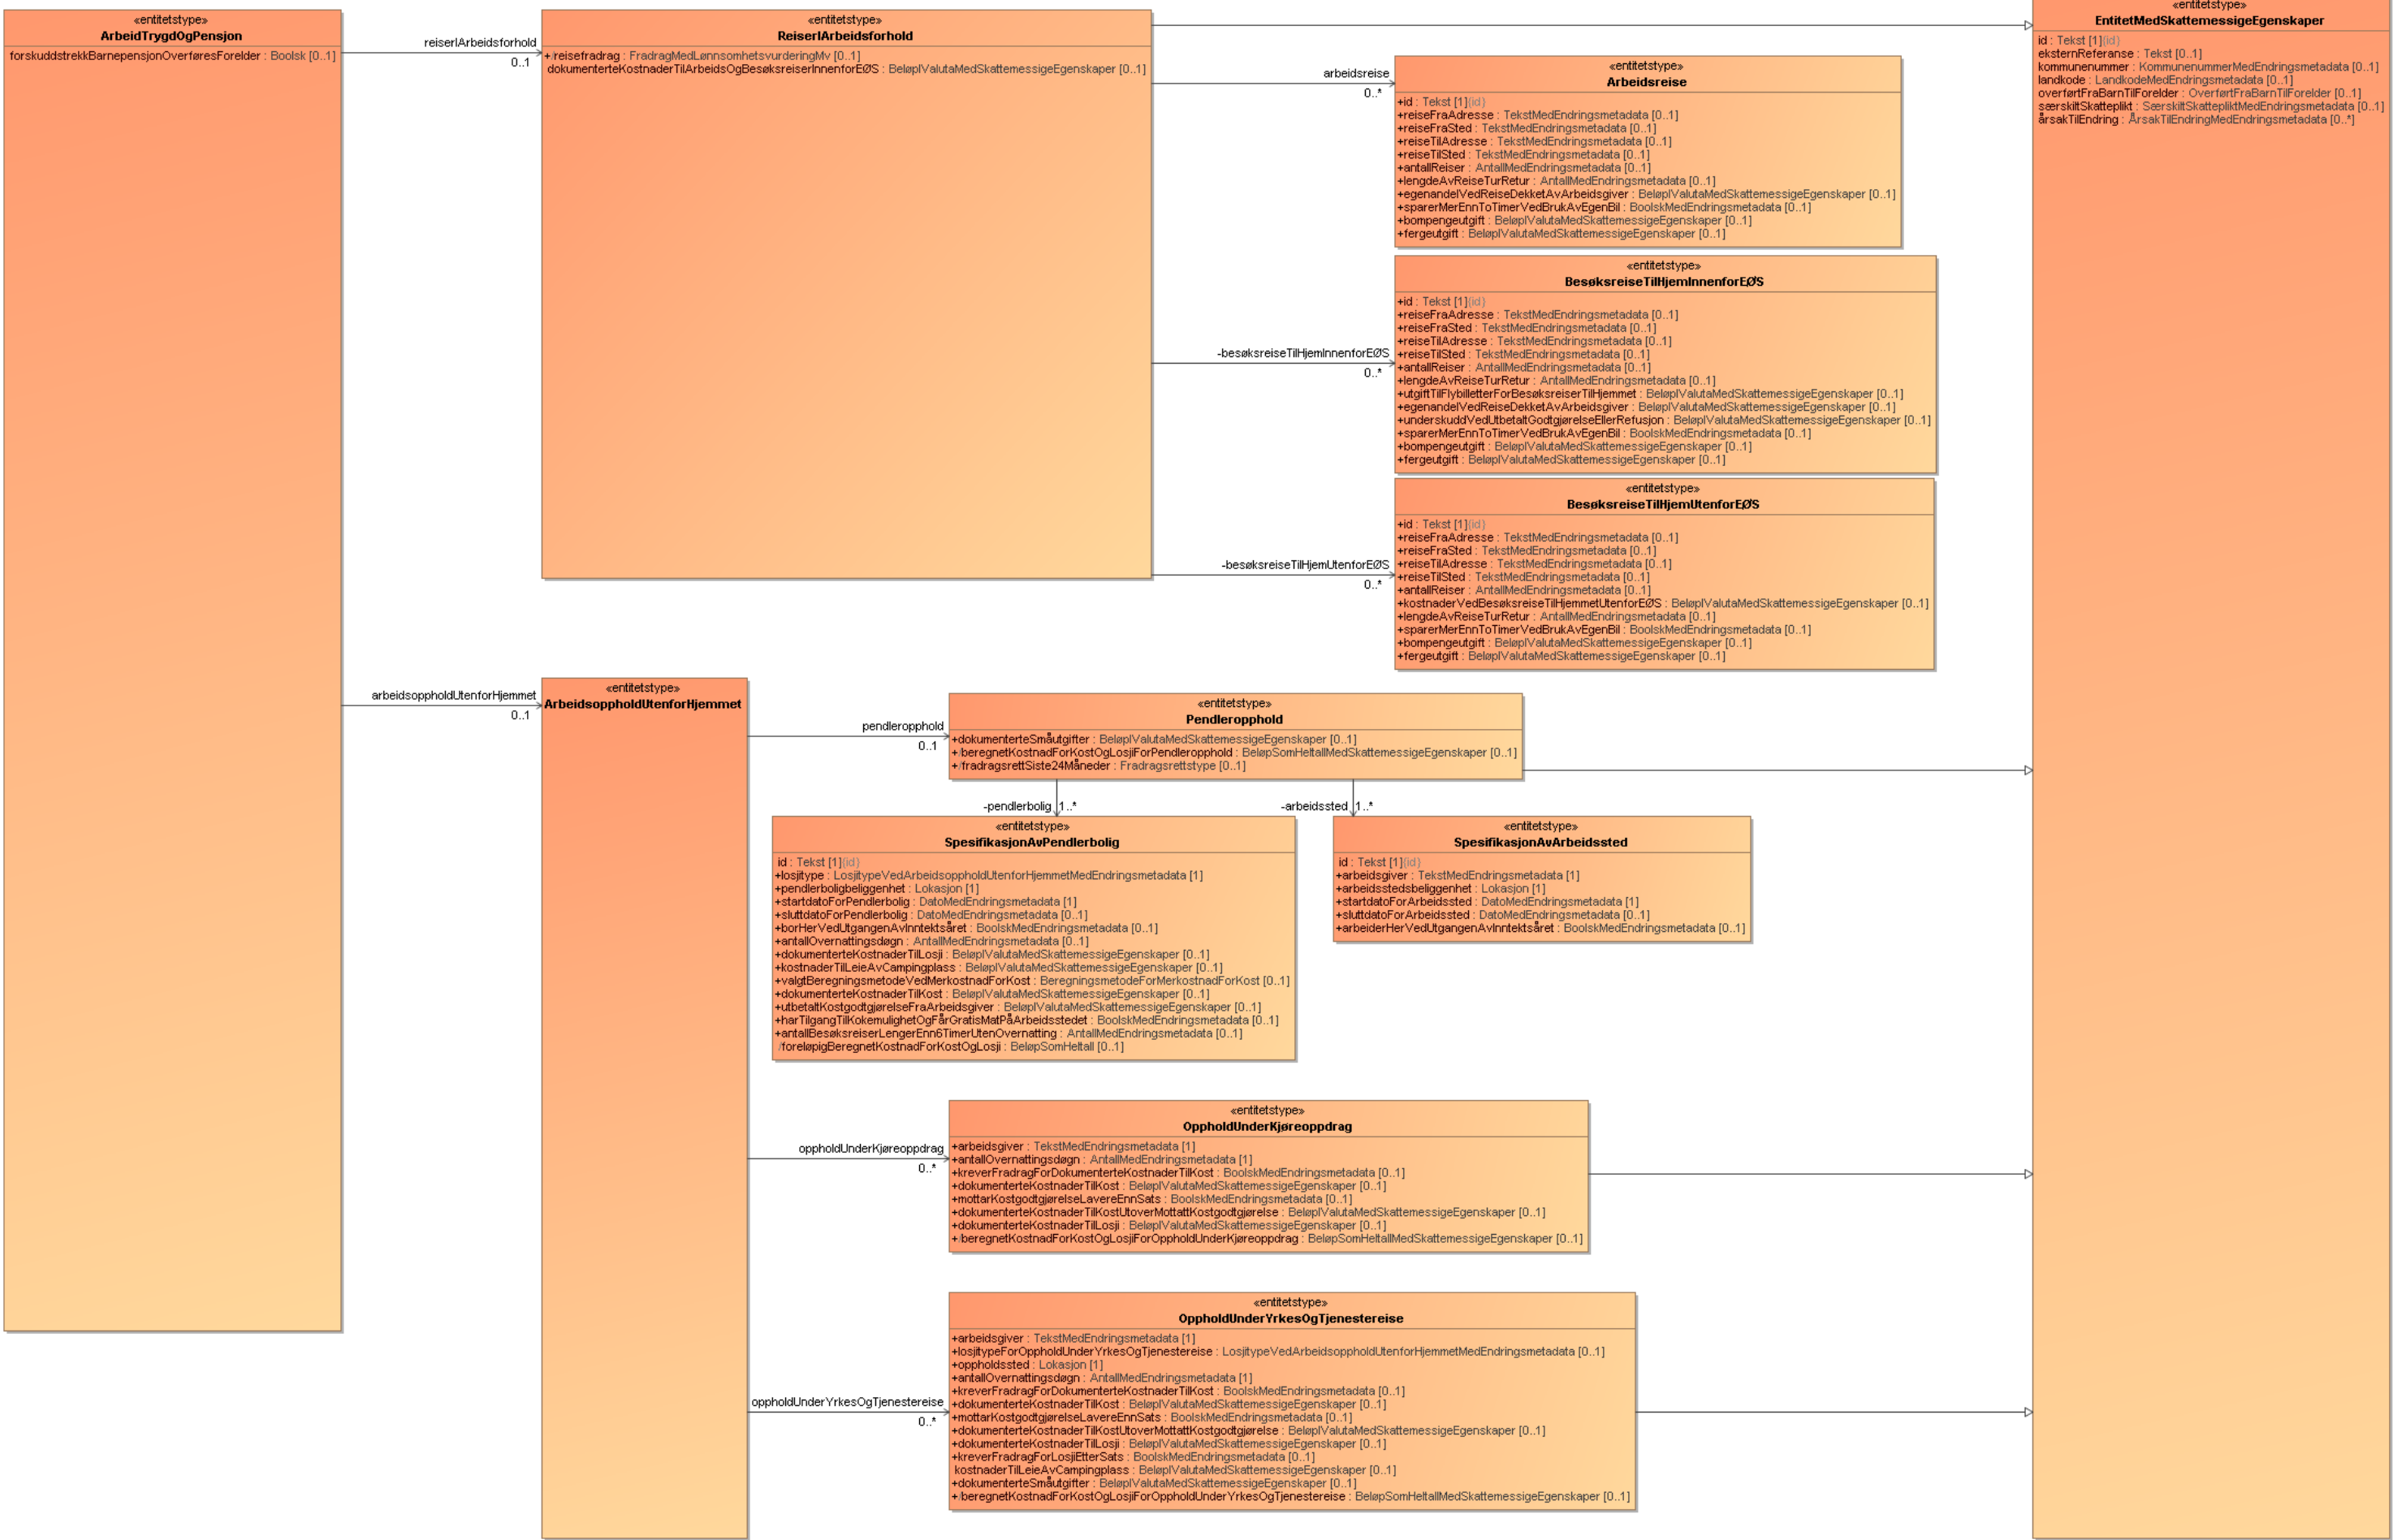 «entitetstype»
ArbeidTrygdOgPensjon
forskuddstrekkBarnepensjonOverføresForelder : Boolsk [0..1]
reiserIArbeidsforhold
0..1
«entitetstype»
ReiserIArbeidsforhold
+/reisefradrag : FradragMedLønnsomhetsvurderingMv [0..1]
dokumenterteKostnaderTilArbeidsOgBesøksreiserInnenforEØS : BeløpIValutaMedSkattemessigeEgenskaper [0..1]
«entitetstype»
EntitetMedSkattemessigeEgenskaper
id : Tekst [1]{id}
eksternReferanse : Tekst [0..1]
kommunenummer : KommunenummerMedEndringsmetadata [0..1]
landkode : LandkodeMedEndringsmetadata [0..1]
overførtFraBarnTilForelder : OverførtFraBarnTilForelder [0..1]
særskiltSkatteplikt : SærskiltSkattepliktMedEndringsmetadata [0..1]
årsakTilEndring : ÅrsakTilEndringMedEndringsmetadata [0..*]
arbeidsreise
0..*
«entitetstype»
Arbeidsreise
+id : Tekst [1]{id}
+reiseFraAdresse : TekstMedEndringsmetadata [0..1]
+reiseFraSted : TekstMedEndringsmetadata [0..1]
+reiseTilAdresse : TekstMedEndringsmetadata [0..1]
+reiseTilSted : TekstMedEndringsmetadata [0..1]
+antallReiser : AntallMedEndringsmetadata [0..1]
+lengdeAvReiseTurRetur : AntallMedEndringsmetadata [0..1]
+egenandelVedReiseDekketAvArbeidsgiver : BeløpIValutaMedSkattemessigeEgenskaper [0..1]
+sparerMerEnnToTimerVedBrukAvEgenBil : BoolskMedEndringsmetadata [0..1]
+bompengeutgift : BeløpIValutaMedSkattemessigeEgenskaper [0..1]
+fergeutgift : BeløpIValutaMedSkattemessigeEgenskaper [0..1]
-besøksreiseTilHjemInnenforEØS
0..*
«entitetstype»
BesøksreiseTilHjemInnenforEØS
+id : Tekst [1]{id}
+reiseFraAdresse : TekstMedEndringsmetadata [0..1]
+reiseFraSted : TekstMedEndringsmetadata [0..1]
+reiseTilAdresse : TekstMedEndringsmetadata [0..1]
+reiseTilSted : TekstMedEndringsmetadata [0..1]
+antallReiser : AntallMedEndringsmetadata [0..1]
+lengdeAvReiseTurRetur : AntallMedEndringsmetadata [0..1]
+utgiftTilFlybilletterForBesøksreiserTilHjemmet : BeløpIValutaMedSkattemessigeEgenskaper [0..1]
+egenandelVedReiseDekketAvArbeidsgiver : BeløpIValutaMedSkattemessigeEgenskaper [0..1]
+underskuddVedUtbetaltGodtgjørelseEllerRefusjon : BeløpIValutaMedSkattemessigeEgenskaper [0..1]
+sparerMerEnnToTimerVedBrukAvEgenBil : BoolskMedEndringsmetadata [0..1]
+bompengeutgift : BeløpIValutaMedSkattemessigeEgenskaper [0..1]
+fergeutgift : BeløpIValutaMedSkattemessigeEgenskaper [0..1]
-besøksreiseTilHjemUtenforEØS
0..*
«entitetstype»
BesøksreiseTilHjemUtenforEØS
+id : Tekst [1]{id}
+reiseFraAdresse : TekstMedEndringsmetadata [0..1]
+reiseFraSted : TekstMedEndringsmetadata [0..1]
+reiseTilAdresse : TekstMedEndringsmetadata [0..1]
+reiseTilSted : TekstMedEndringsmetadata [0..1]
+antallReiser : AntallMedEndringsmetadata [0..1]
+kostnaderVedBesøksreiseTilHjemmetUtenforEØS : BeløpIValutaMedSkattemessigeEgenskaper [0..1]
+lengdeAvReiseTurRetur : AntallMedEndringsmetadata [0..1]
+sparerMerEnnToTimerVedBrukAvEgenBil : BoolskMedEndringsmetadata [0..1]
+bompengeutgift : BeløpIValutaMedSkattemessigeEgenskaper [0..1]
+fergeutgift : BeløpIValutaMedSkattemessigeEgenskaper [0..1]
arbeidsoppholdUtenforHjemmet
0..1
«entitetstype»
ArbeidsoppholdUtenforHjemmet
pendleropphold
0..1
«entitetstype»
Pendleropphold
+dokumenterteSmåutgifter : BeløpIValutaMedSkattemessigeEgenskaper [0..1]
+/beregnetKostnadForKostOgLosjiForPendleropphold : BeløpSomHeltallMedSkattemessigeEgenskaper [0..1]
+/fradragsrettSiste24Måneder : Fradragsrettstype [0..1]
-pendlerbolig 1..*
-arbeidssted 1..*
«entitetstype»
SpesifikasjonAvPendlerbolig
id : Tekst [1]{id}
+losjitype : LosjitypeVedArbeidsoppholdUtenforHjemmetMedEndringsmetadata [1]
+pendlerboligbeliggenhet : Lokasjon [1]
+startdatoForPendlerbolig : DatoMedEndringsmetadata [1]
+sluttdatoForPendlerbolig : DatoMedEndringsmetadata [0..1]
+borHerVedUtgangenAvInntektsåret : BoolskMedEndringsmetadata [0..1]
+antallOvernattingsdøgn : AntallMedEndringsmetadata [0..1]
+dokumenterteKostnaderTilLosji : BeløpIValutaMedSkattemessigeEgenskaper [0..1]
+kostnaderTilLeieAvCampingplass : BeløpIValutaMedSkattemessigeEgenskaper [0..1]
+valgtBeregningsmetodeVedMerkostnadForKost : BeregningsmetodeForMerkostnadForKost [0..1]
+dokumenterteKostnaderTilKost : BeløpIValutaMedSkattemessigeEgenskaper [0..1]
+utbetaltKostgodtgjørelseFraArbeidsgiver : BeløpIValutaMedSkattemessigeEgenskaper [0..1]
+harTilgangTilKokemulighetOgFårGratisMatPåArbeidsstedet : BoolskMedEndringsmetadata [0..1]
+antallBesøksreiserLengerEnn6TimerUtenOvernatting : AntallMedEndringsmetadata [0..1]
/foreløpigBeregnetKostnadForKostOgLosji : BeløpSomHeltall [0..1]
«entitetstype»
SpesifikasjonAvArbeidssted
id : Tekst [1]{id}
+arbeidsgiver : TekstMedEndringsmetadata [1]
+arbeidsstedsbeliggenhet : Lokasjon [1]
+startdatoForArbeidssted : DatoMedEndringsmetadata [1]
+sluttdatoForArbeidssted : DatoMedEndringsmetadata [0..1]
+arbeiderHerVedUtgangenAvInntektsåret : BoolskMedEndringsmetadata [0..1]
oppholdUnderKjøreoppdrag
0..*
«entitetstype»
OppholdUnderKjøreoppdrag
+arbeidsgiver : TekstMedEndringsmetadata [1]
+antallOvernattingsdøgn : AntallMedEndringsmetadata [1]
+kreverFradragForDokumenterteKostnaderTilKost : BoolskMedEndringsmetadata [0..1]
+dokumenterteKostnaderTilKost : BeløpIValutaMedSkattemessigeEgenskaper [0..1]
+mottarKostgodtgjørelseLavereEnnSats : BoolskMedEndringsmetadata [0..1]
+dokumenterteKostnaderTilKostUtoverMottattKostgodtgjørelse : BeløpIValutaMedSkattemessigeEgenskaper [0..1]
+dokumenterteKostnaderTilLosji : BeløpIValutaMedSkattemessigeEgenskaper [0..1]
+/beregnetKostnadForKostOgLosjiForOppholdUnderKjøreoppdrag : BeløpSomHeltallMedSkattemessigeEgenskaper [0..1]
oppholdUnderYrkesOgTjenestereise
0..*
«entitetstype»
OppholdUnderYrkesOgTjenestereise
+arbeidsgiver : TekstMedEndringsmetadata [1]
+losjitypeForOppholdUnderYrkesOgTjenestereise : LosjitypeVedArbeidsoppholdUtenforHjemmetMedEndringsmetadata [0..1]
+oppholdssted : Lokasjon [1]
+antallOvernattingsdøgn : AntallMedEndringsmetadata [1]
+kreverFradragForDokumenterteKostnaderTilKost : BoolskMedEndringsmetadata [0..1]
+dokumenterteKostnaderTilKost : BeløpIValutaMedSkattemessigeEgenskaper [0..1]
+mottarKostgodtgjørelseLavereEnnSats : BoolskMedEndringsmetadata [0..1]
+dokumenterteKostnaderTilKostUtoverMottattKostgodtgjørelse : BeløpIValutaMedSkattemessigeEgenskaper [0..1]
+dokumenterteKostnaderTilLosji : BeløpIValutaMedSkattemessigeEgenskaper [0..1]
+kreverFradragForLosjiEtterSats : BoolskMedEndringsmetadata [0..1]
kostnaderTilLeieAvCampingplass : BeløpIValutaMedSkattemessigeEgenskaper [0..1]
+dokumenterteSmåutgifter : BeløpIValutaMedSkattemessigeEgenskaper [0..1]
+/beregnetKostnadForKostOgLosjiForOppholdUnderYrkesOgTjenestereise : BeløpSomHeltallMedSkattemessigeEgenskaper [0..1]